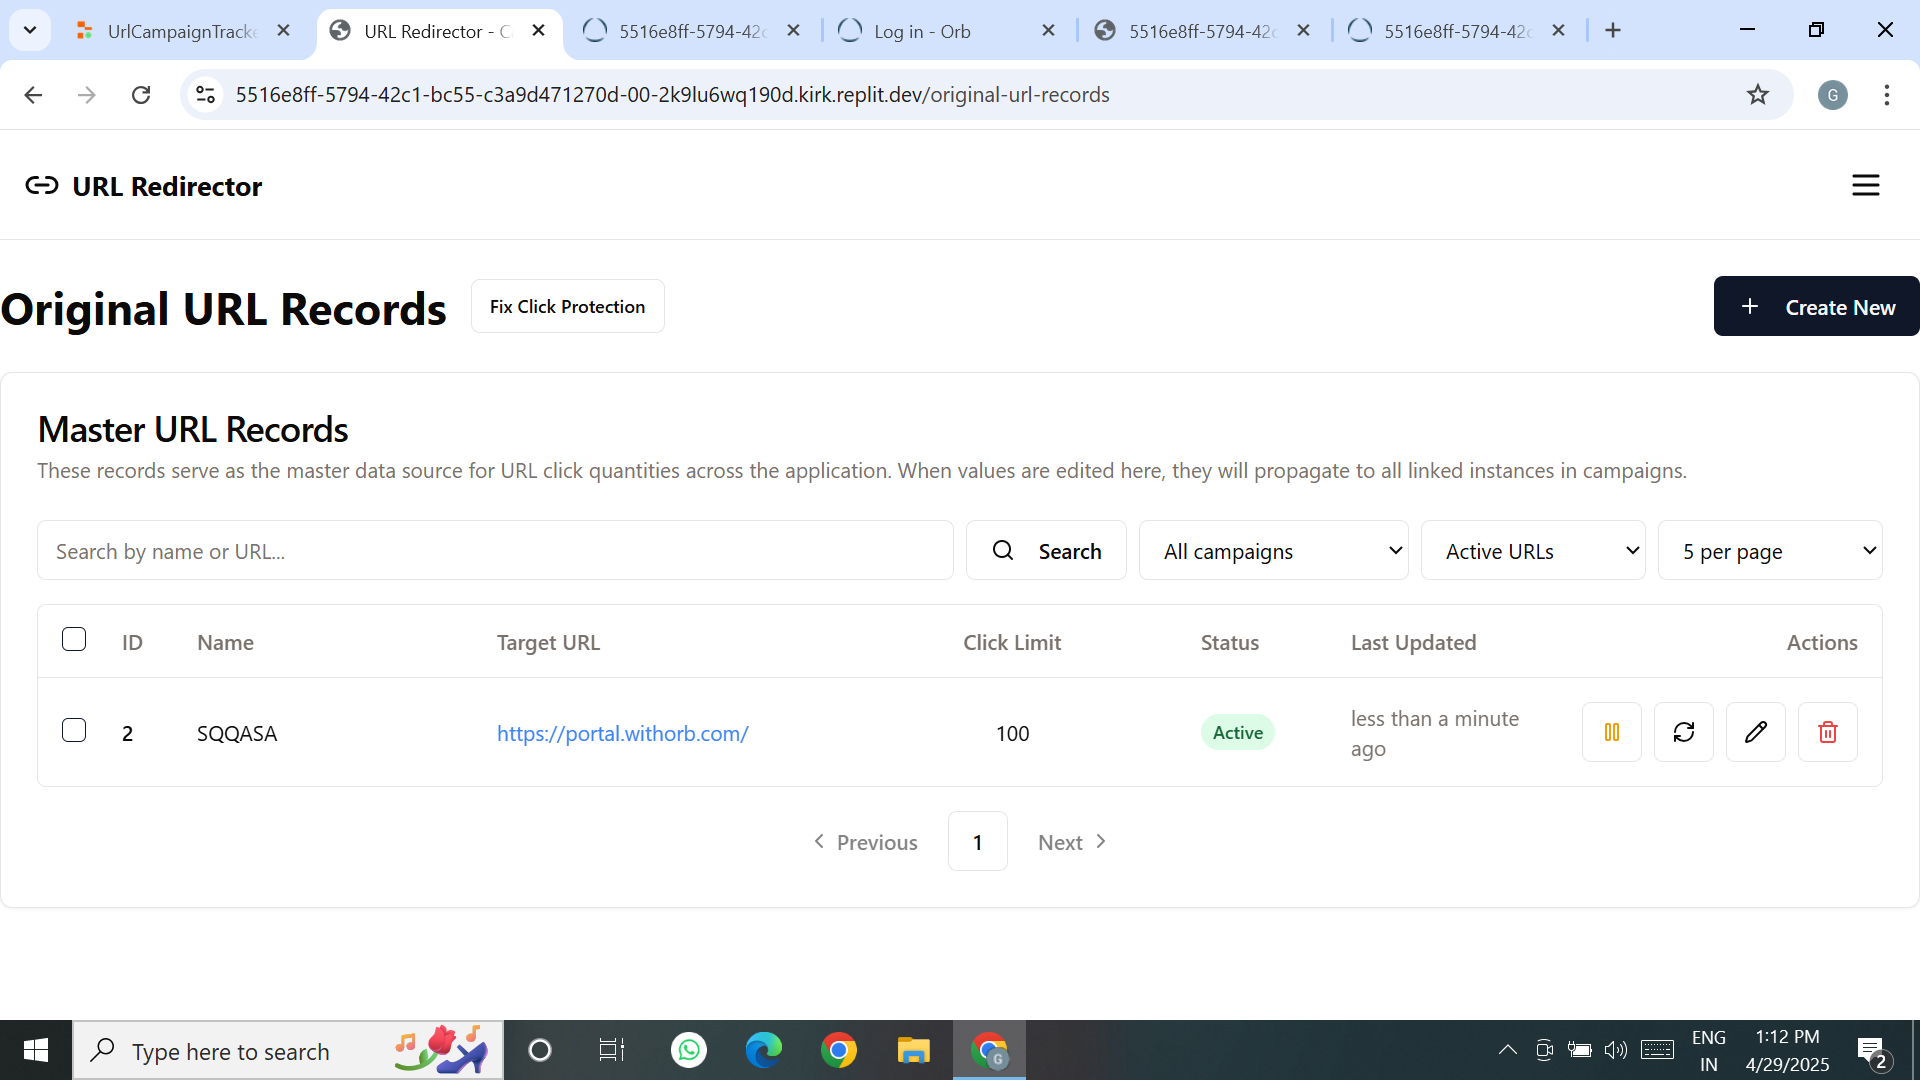 UrlCampaignTracke
URL Redirector - C
5516e8ff-5794-42c
Log in - Orb
5516e8ff-5794-42c
5516e8ff-5794-42c
5516e8ff-5794-42c1-bc55-c3a9d471270d-00-2k9lu6wq190d.kirk.replit.dev/original-url-records
G
URL Redirector
Original URL Records
Fix Click Protection
Create New
Master URL Records
These records serve as the master data source for URL click quantities across the application. When values are edited here, they will propagate to all linked instances in campaigns.
Search by name or URL...
Search
All campaigns
Active URLs
5 per page
ID Name Target URL Click Limit Status Last Updated Actions
2 SQQASA https://portal.withorb.com/ 100 Active less than a minute
ago
Previous 1 Next
Type here to search
G
ENG
IN
1:12 PM
4/29/2025
2